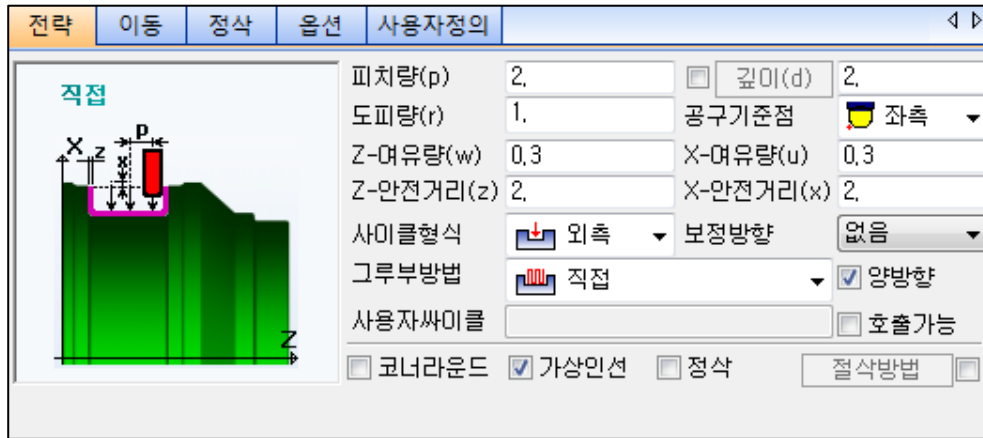 전략 이동 정삭 옵션 사용자정의
직접
X z x p Z
피치량(p) 2. 깊이(d) 2.
도피량(r) 1. 공구기준점 좌측
Z-여유량(w) 0.3 X-여유량(u) 0.3
Z-안전거리(z) 2. X-안전거리(x) 2.
사이클형식 외측 보정방향 없음
그루부방법 직접 양방향
사용자싸이클 호출가능
코너라운드 가상인선 정삭 절삭방법